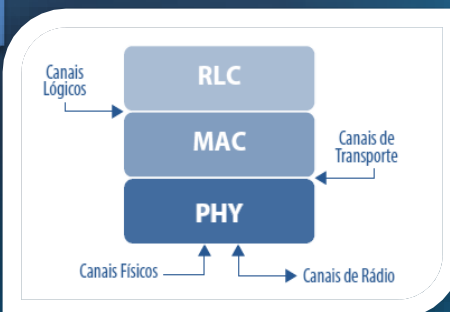 Canais
Lógicos
RLC
MAC
Canais de
Transporte
PHY
Canais Físicos
Canais de Rádio